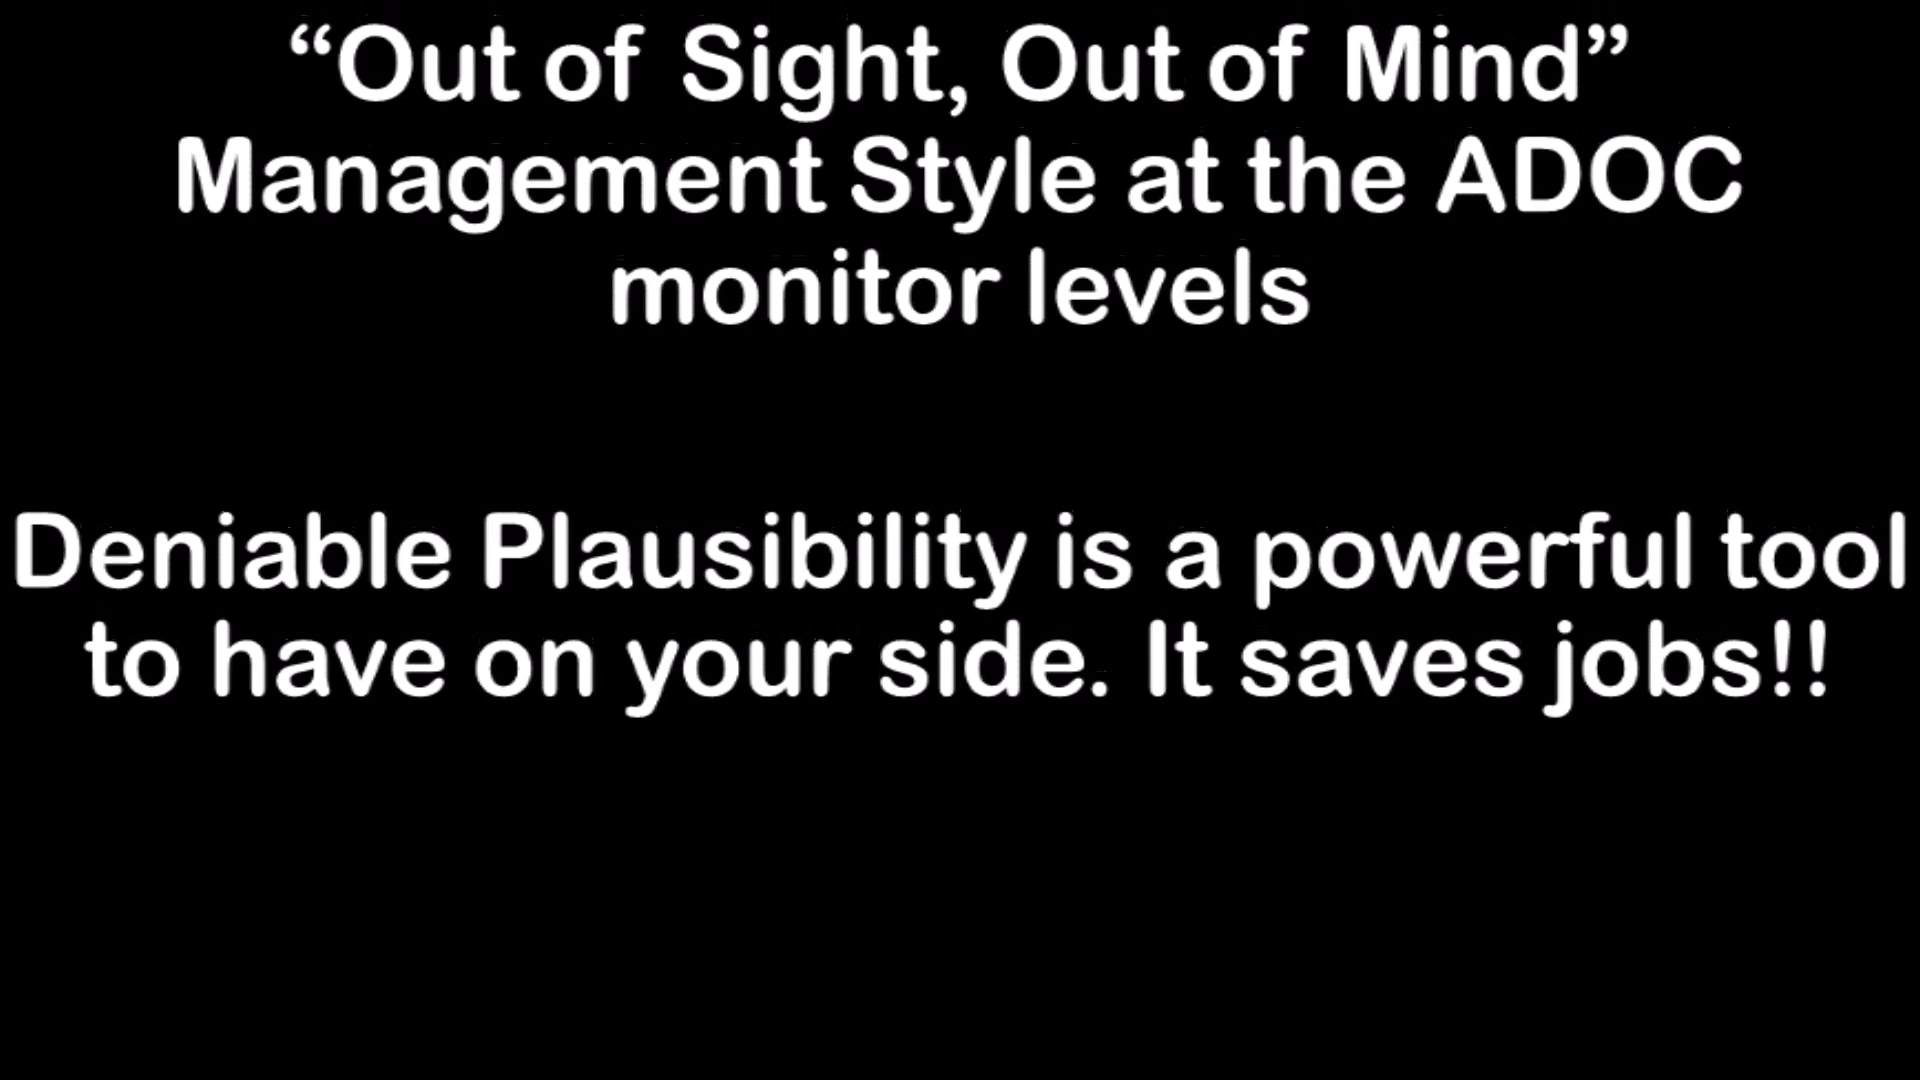 “Out of Sight, Out of Mind”
Management Style at the ADOC
monitor levels
Deniable Plausibility is a powerful tool
to have on your side. It saves jobs!!